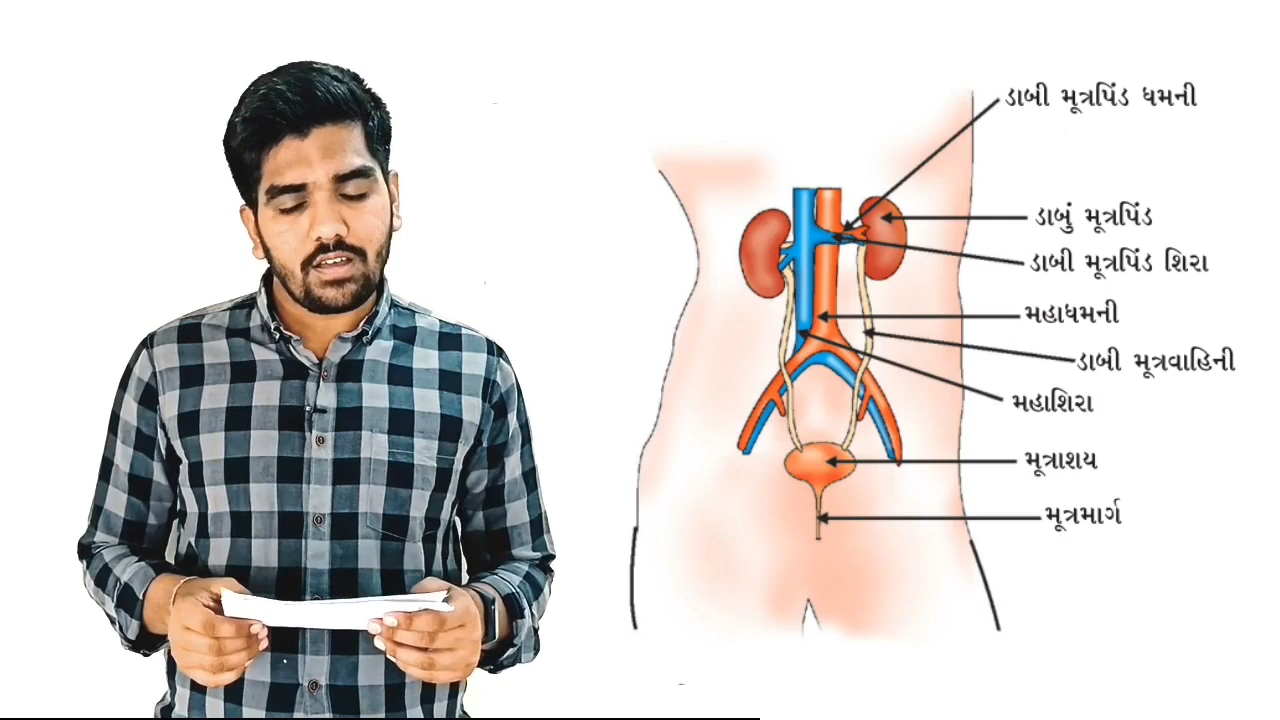 ડાબી મૂત્રપિંડ ધમની
ડાબું મૂત્રપિંડ
ડાબી મૂત્રપિંડ શિરા
મહાધમની
ડાબી મૂત્રવાહિની
મહાશિરા
મૂત્રાશય
મૂત્રમાર્ગ